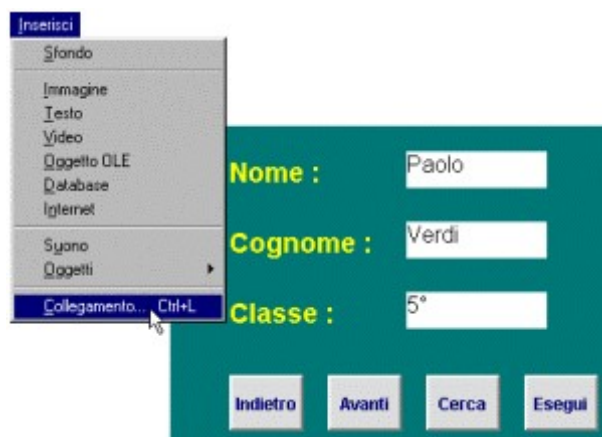 Inserisci
Sfondo
Immagine
Testo
Video
Oggetto OLE
Database
Internet
Suono
Oggetti
Collegamento... Ctrl+L
Nome : Paolo
Cognome : Verdi
Classe : 5°
Indietro Avanti Cerca Esegui